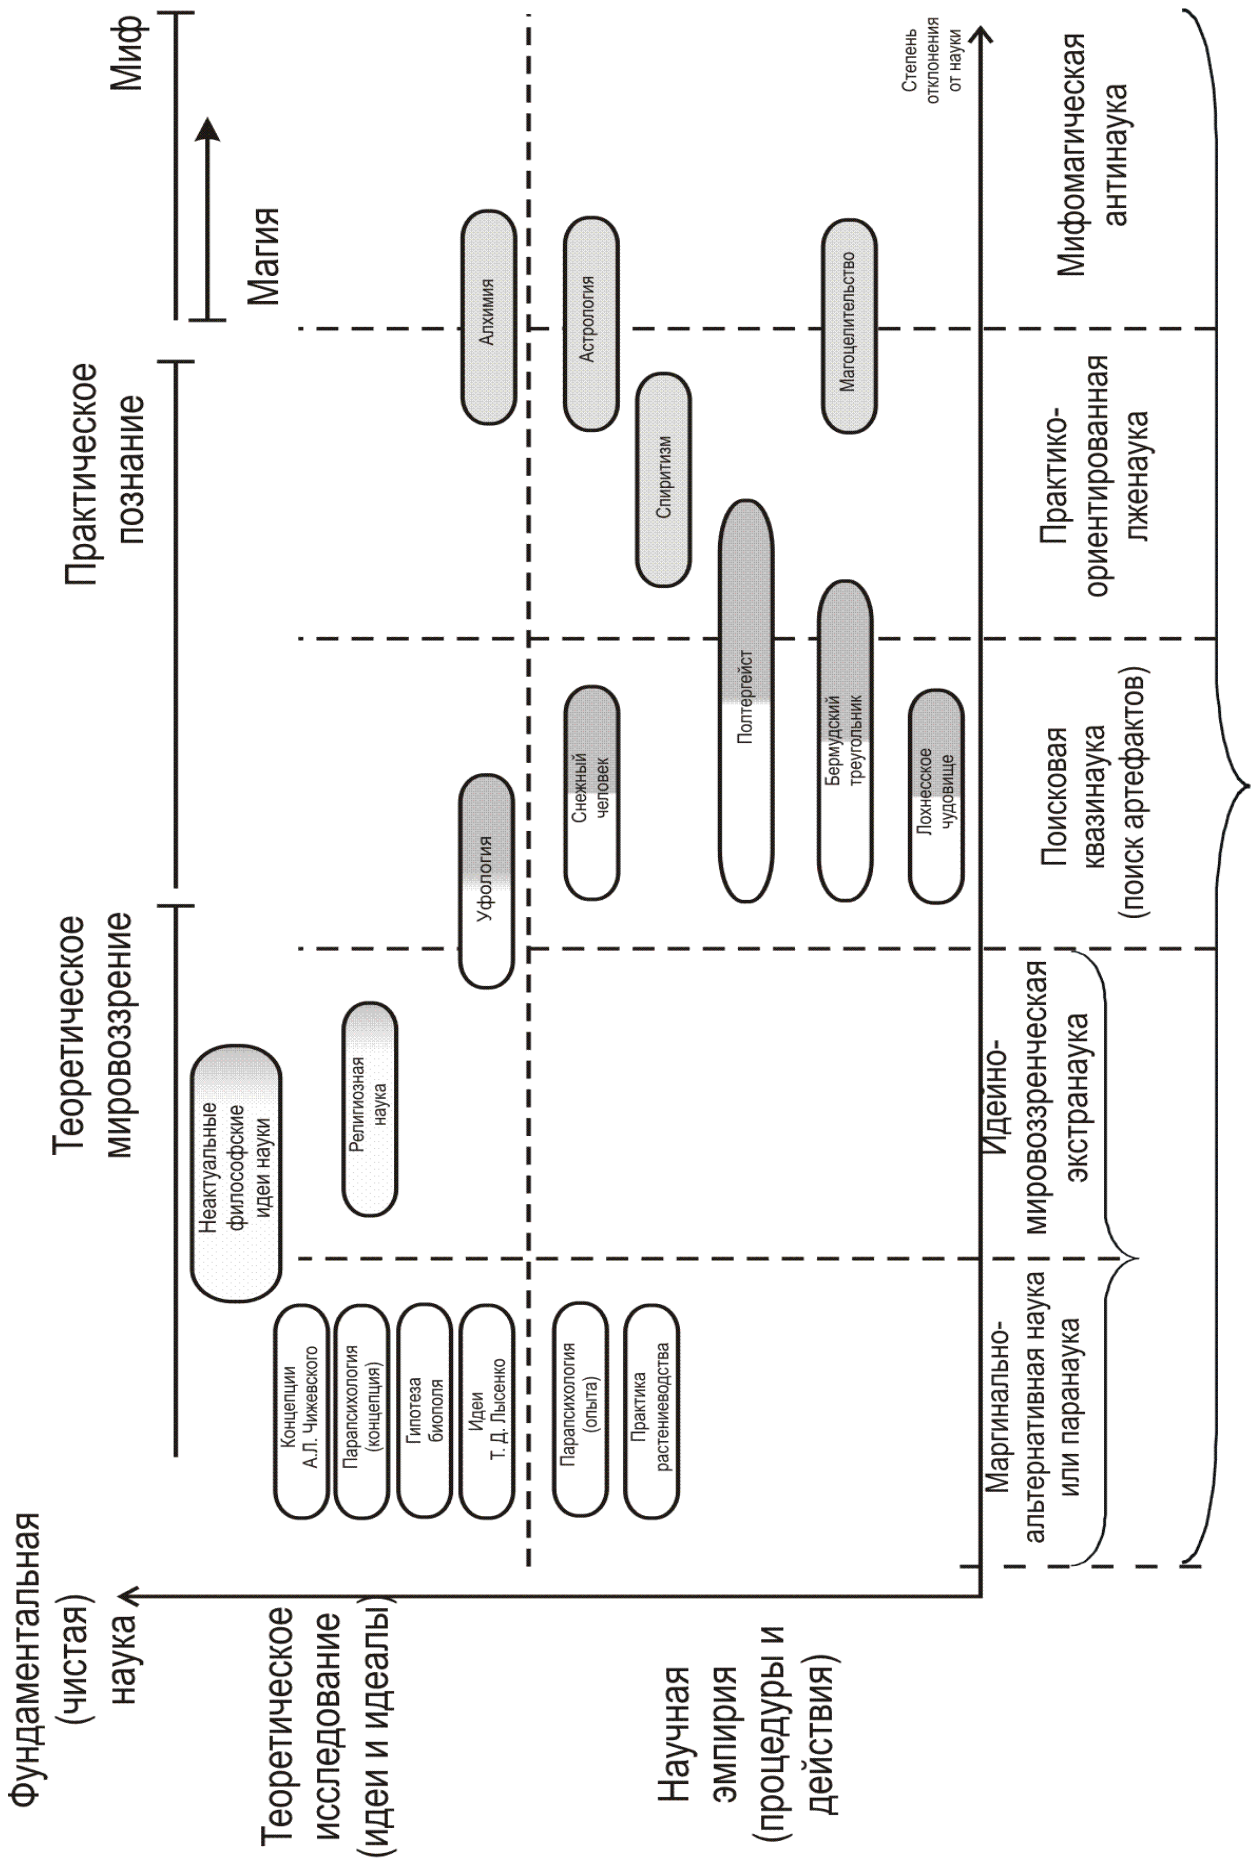 Фундаментальная
(чистая)
наука
Теоретическое
мировоззрение
Практическое
познание
Миф
Магия
Теоретическое
исследование
(идеи и идеалы)
Научная
эмпирия
(процедуры и
действия)
Неактуальные
философские
идеи науки
Концепции
А.Л. Чижевского
Парапсихология
(концепция)
Религиозная
наука
Гипотеза
биополя
Идеи
Т. Д. Лысенко
Уфология
Алхимия
Парапсихология
(опыта)
Снежный
человек
Астрология
Практика
растениеводства
Спиритизм
Полтергейст
Бермудский
треугольник
Магоцелительство
Лохнесское
чудовище
Степень
отклонения
от науки
Маргинально-
альтернативная наука
или паранаука
Идейно-
мировоззренческая
экстранаука
Поисковая
квазинаука
(поиск артефактов)
Практико-
ориентированная
лженаука
Мифомагическая
антинаука